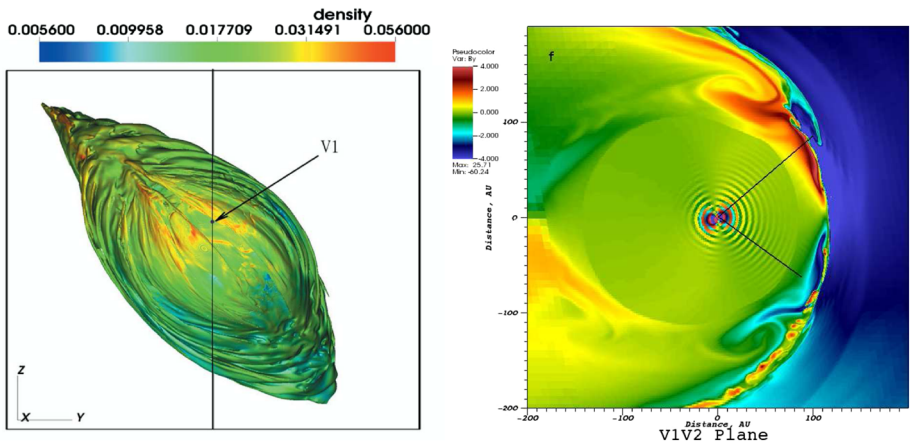 density
0.005600 0.009958 0.017709 0.031491 0.056000
V1
Z
X Y
Pseudocolor
Var: By
4.000
2.000
0.000
-2.000
-4.000
Max: 25.71
Min: -60.24
f
100
0
-100
-200
Distance, AU
-200 -100 0 100
Distance, AU
V1V2 Plane